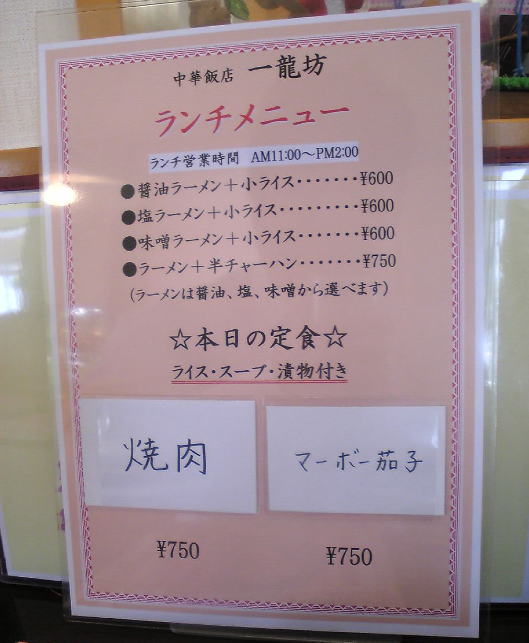 中華飯店 一龍坊
ランチメニュー
ランチ営業時間 AM11:00～PM2:00
●醤油ラーメン＋小ライス・・・・・・・¥600
●塩ラーメン＋小ライス・・・・・・・・・¥600
●味噌ラーメン＋小ライス・・・・・・・¥600
●ラーメン＋半チャーハン・・・・・・・¥750
(ラーメンは醤油、塩、味噌から選べます)
☆本日の定食☆
ライス・スープ・漬物付き
焼肉 マーボー茄子
¥750 ¥750